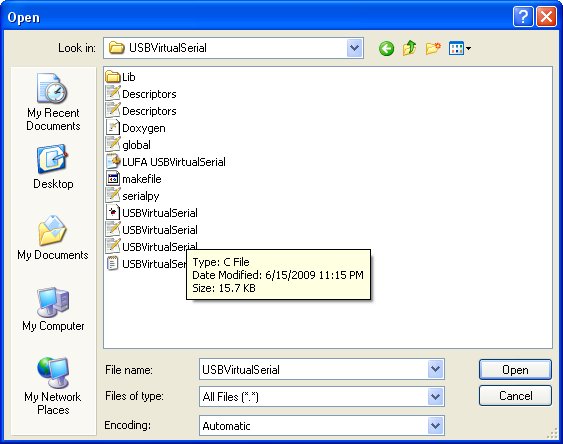 Open
Look in:
USBVirtualSerial
My Recent
Documents
Desktop
My Documents
My Computer
My Network
Places
Lib
Descriptors
Descriptors
Doxygen
global
LUFA USBVirtualSerial
makefile
serialpy
USBVirtualSerial
USBVirtualSerial
USBVirtualSerial
USBVirtualSe
Type: C File
Date Modified: 6/15/2009 11:15 PM
Size: 15.7 KB
File name:
USBVirtualSerial
Open
Files of type:
All Files (*.*)
Cancel
Encoding:
Automatic